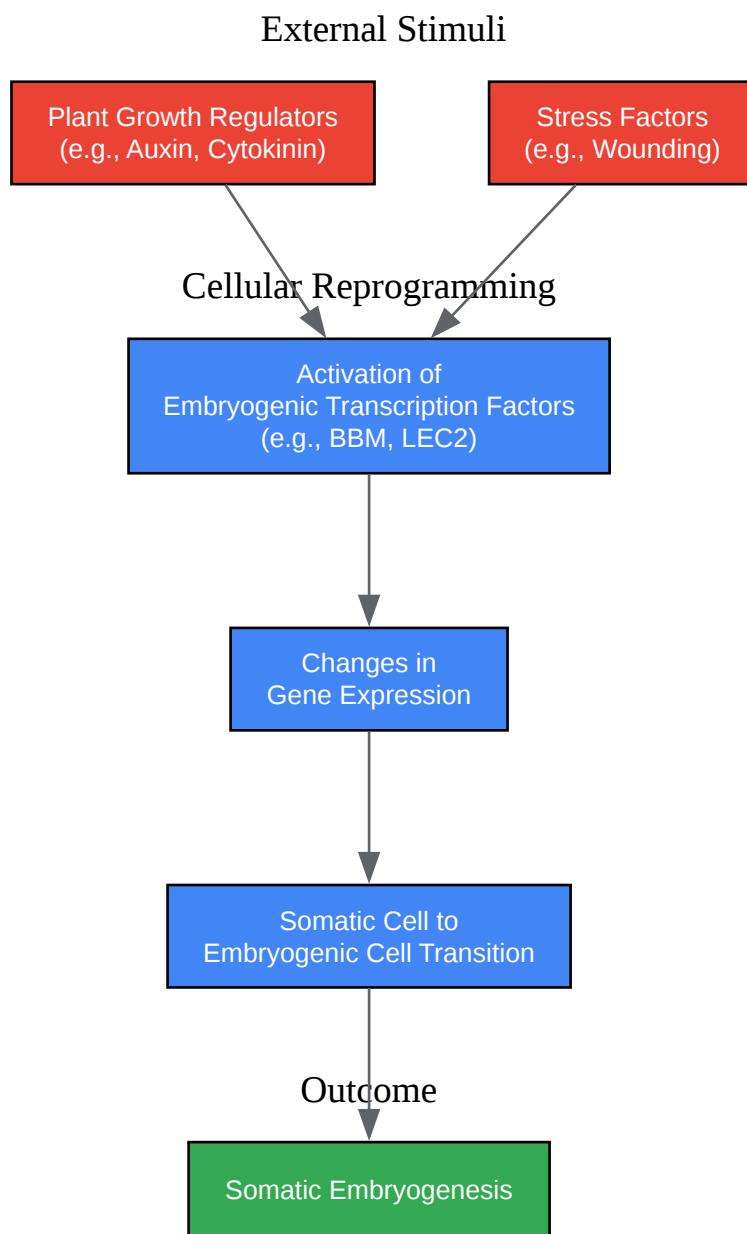 External Stimuli
Plant Growth Regulators
(e.g., Auxin, Cytokinin)
Stress Factors
(e.g., Wounding)
Cellular Reprogramming
Activation of
Embryogenic Transcription Factors
(e.g., BBM, LEC2)
Changes in
Gene Expression
Somatic Cell to
Embryogenic Cell Transition
Outcome
Somatic Embryogenesis